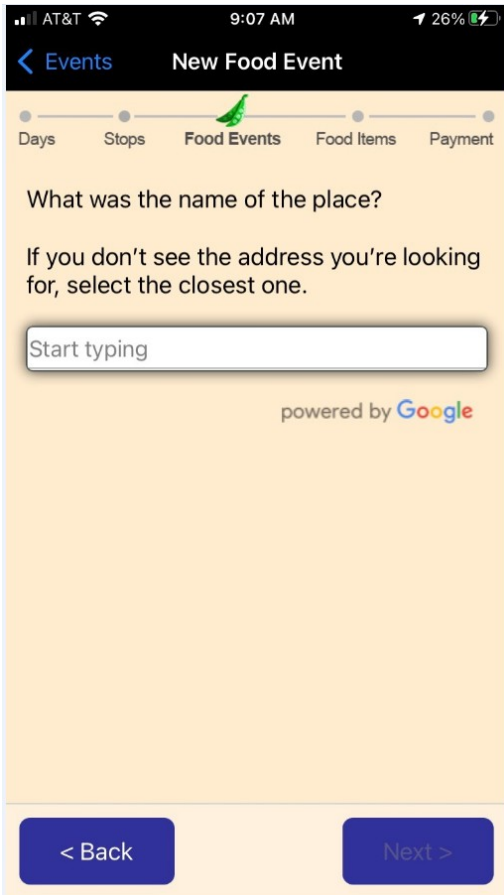 AT&T 9:07 AM 26%
Events New Food Event
Days Stops Food Events Food Items Payment
What was the name of the place?
If you don’t see the address you’re looking
for, select the closest one.
Start typing
powered by Google
< Back Next >